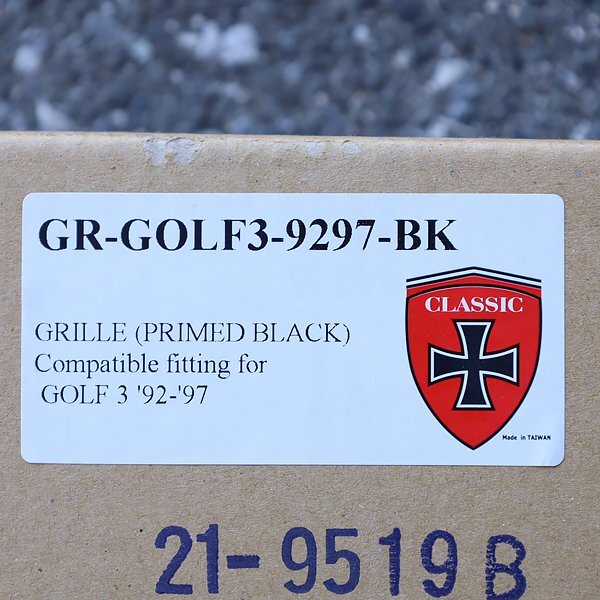 GR-GOLF3-9297-BK
CLASSIC
GRILLE (PRIMED BLACK)
Compatible fitting for
GOLF 3 '92-'97
Made in TAIWAN
21-9519B